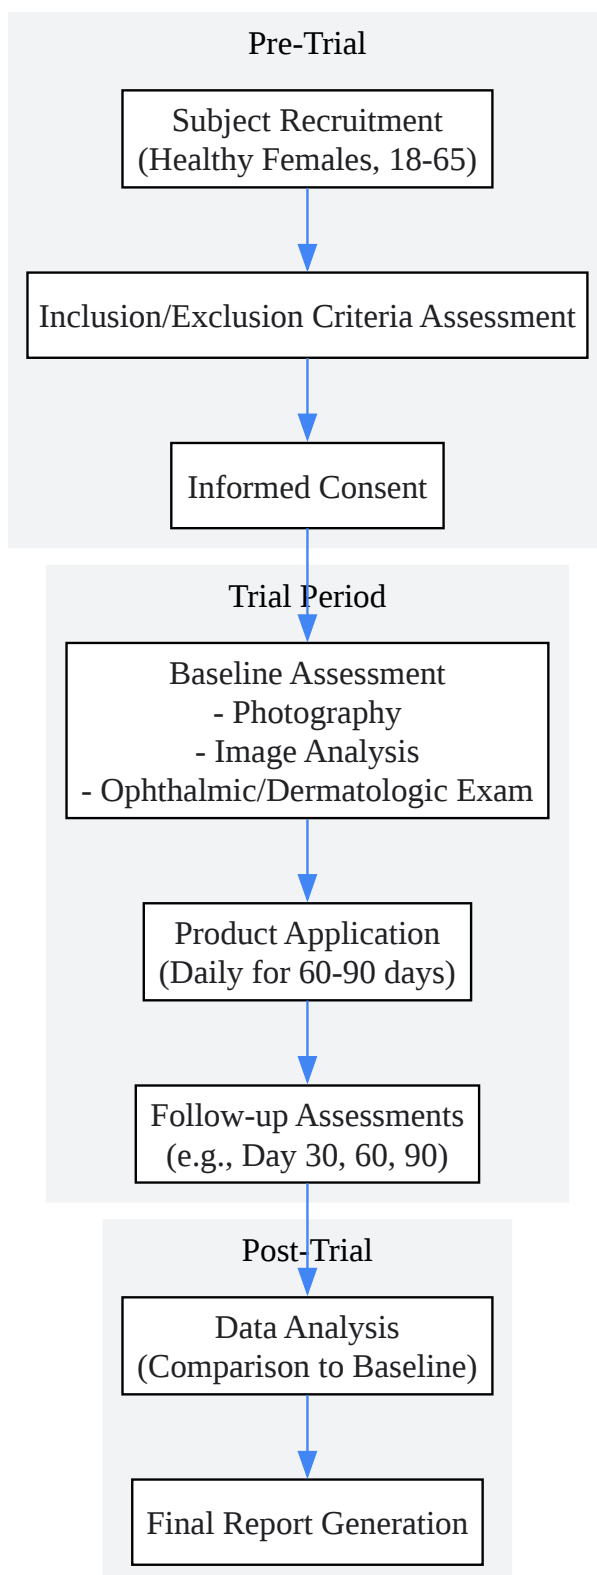 Pre-Trial
Subject Recruitment
(Healthy Females, 18-65)
Inclusion/Exclusion Criteria Assessment
Informed Consent
Trial Period
Baseline Assessment
- Photography
- Image Analysis
- Ophthalmic/Dermatologic Exam
Product Application
(Daily for 60-90 days)
Follow-up Assessments
(e.g., Day 30, 60, 90)
Post-Trial
Data Analysis
(Comparison to Baseline)
Final Report Generation